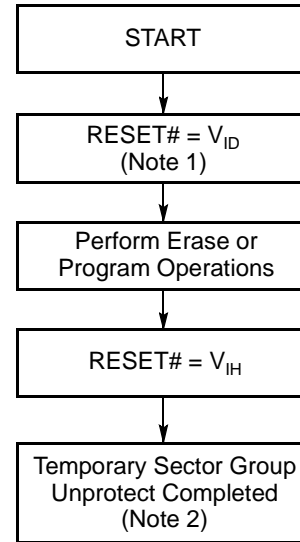 START
RESET# = V_ID
(Note 1)
Perform Erase or
Program Operations
RESET# = V_IH
Temporary Sector Group
Unprotect Completed
(Note 2)